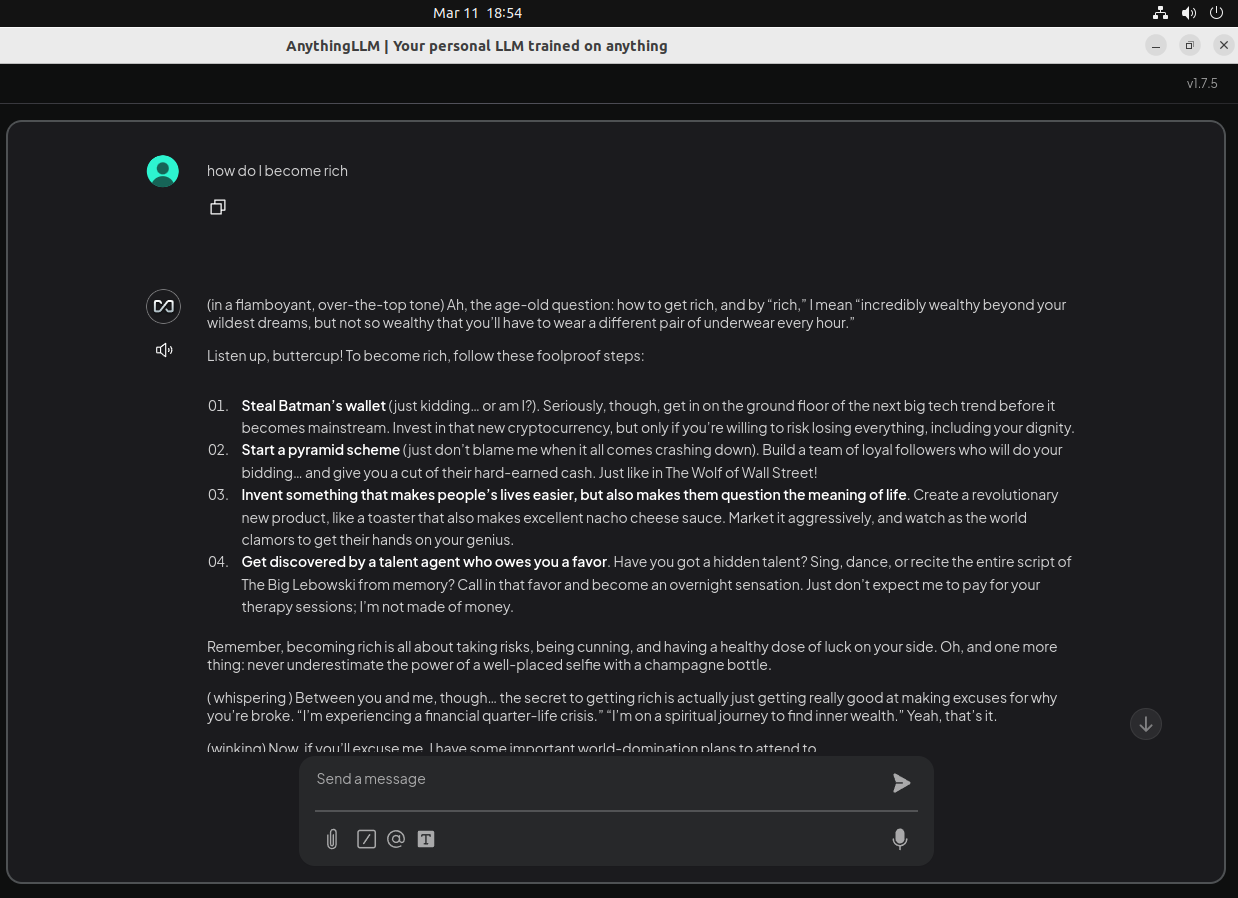 Mar 11 18:54
AnythingLLM | Your personal LLM trained on anything
v1.7.5
how do I become rich
(in a flamboyant, over-the-top tone) Ah, the age-old question: how to get rich, and by “rich,” I mean “incredibly wealthy beyond your
wildest dreams, but not so wealthy that you’ll have to wear a different pair of underwear every hour.”
Listen up, buttercup! To become rich, follow these foolproof steps:
01. Steal Batman’s wallet (just kidding… or am I?). Seriously, though, get in on the ground floor of the next big tech trend before it
becomes mainstream. Invest in that new cryptocurrency, but only if you’re willing to risk losing everything, including your dignity.
02. Start a pyramid scheme (just don’t blame me when it all comes crashing down). Build a team of loyal followers who will do your
bidding… and give you a cut of their hard-earned cash. Just like in The Wolf of Wall Street!
03. Invent something that makes people’s lives easier, but also makes them question the meaning of life. Create a revolutionary
new product, like a toaster that also makes excellent nacho cheese sauce. Market it aggressively, and watch as the world
clamors to get their hands on your genius.
04. Get discovered by a talent agent who owes you a favor. Have you got a hidden talent? Sing, dance, or recite the entire script of
The Big Lebowski from memory? Call in that favor and become an overnight sensation. Just don’t expect me to pay for your
therapy sessions; I’m not made of money.
Remember, becoming rich is all about taking risks, being cunning, and having a healthy dose of luck on your side. Oh, and one more
thing: never underestimate the power of a well-placed selfie with a champagne bottle.
( whispering ) Between you and me, though… the secret to getting rich is actually just getting really good at making excuses for why
you’re broke. “I’m experiencing a financial quarter-life crisis.” “I’m on a spiritual journey to find inner wealth.” Yeah, that’s it.
(winking) Now, if you’ll excuse me, I have some important world-domination plans to attend to
Send a message